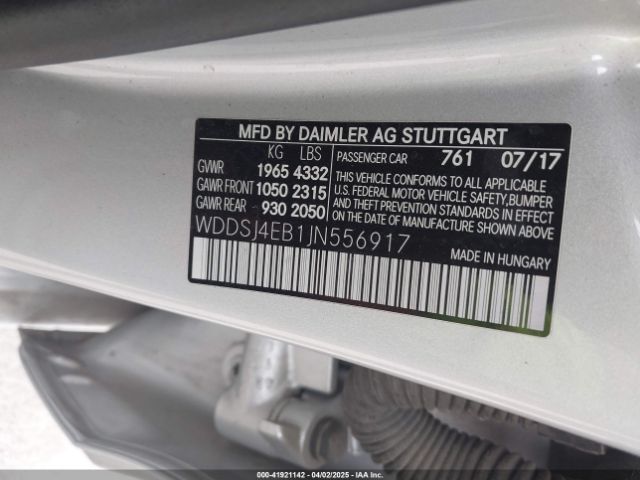 MFD BY DAIMLER AG STUTTGART
KG LBS
GVWR 1965 4332
GAWR FRONT 1050 2315
GAWR REAR 930 2050
PASSENGER CAR 761 07/17
THIS VEHICLE CONFORMS TO ALL APPLICABLE
U.S. FEDERAL MOTOR VEHICLE SAFETY, BUMPER
AND THEFT PREVENTION STANDARDS IN EFFECT
ON THE DATE OF MANUFACTURE SHOWN ABOVE
WDDSJ4EB1JN556917
MADE IN HUNGARY
000-41921142 - 04/02/2025 - IAA, Inc.